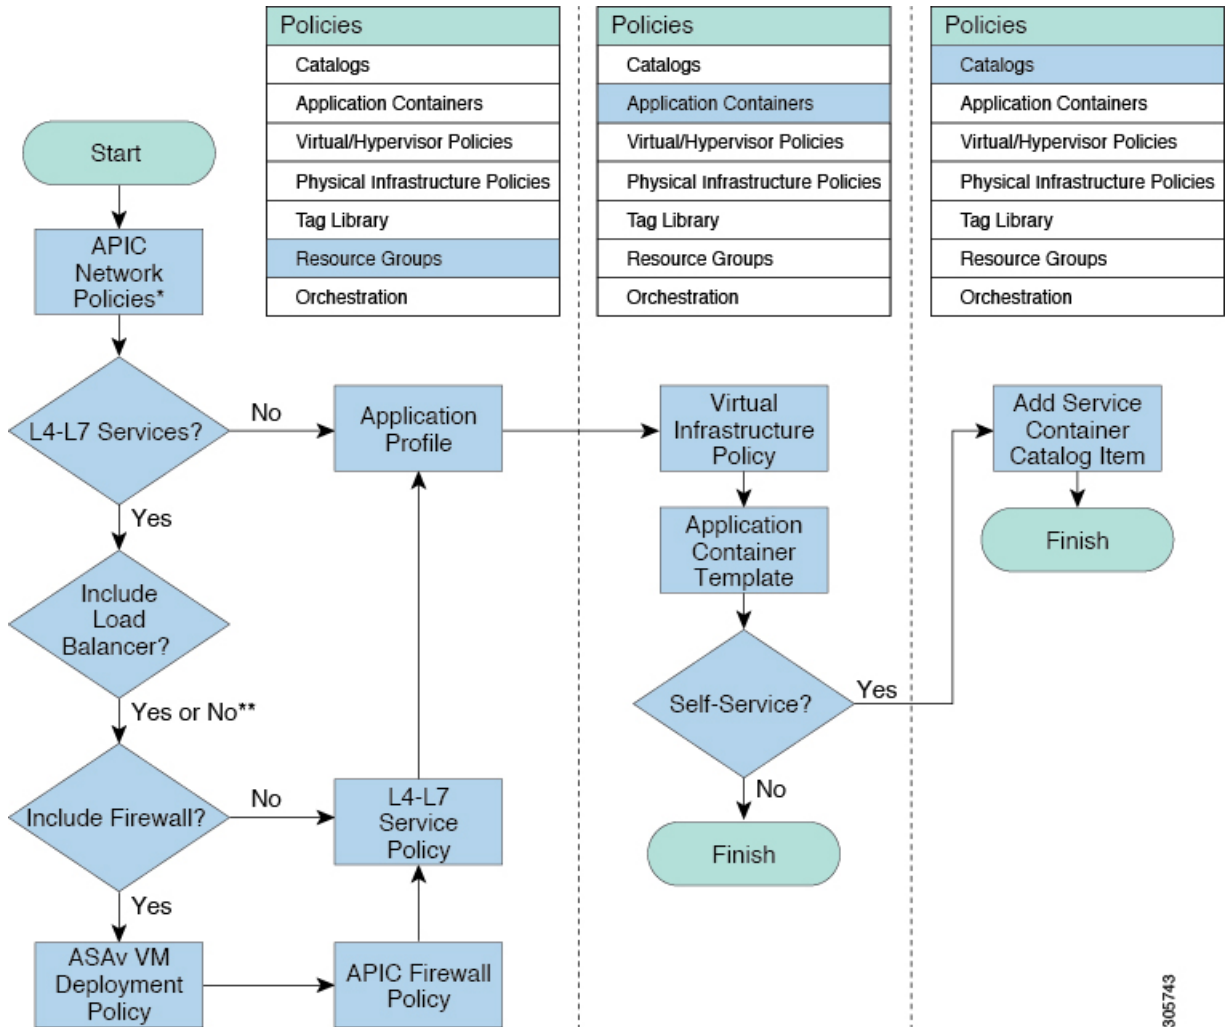 Policies
Catalogs
Application Containers
Virtual/Hypervisor Policies
Physical Infrastructure Policies
Tag Library
Resource Groups
Orchestration
Policies
Catalogs
Application Containers
Virtual/Hypervisor Policies
Physical Infrastructure Policies
Tag Library
Resource Groups
Orchestration
Policies
Catalogs
Application Containers
Virtual/Hypervisor Policies
Physical Infrastructure Policies
Tag Library
Resource Groups
Orchestration
Start
APIC
Network
Policies*
L4-L7 Services?
No
Yes
Include
Load
Balancer?
Yes or No**
Include Firewall?
No
Yes
ASAv VM
Deployment
Policy
APIC Firewall
Policy
L4-L7
Service
Policy
Application
Profile
Virtual
Infrastructure
Policy
Application
Container
Template
Self-Service?
Yes
No
Finish
Add Service
Container
Catalog Item
Finish
305743